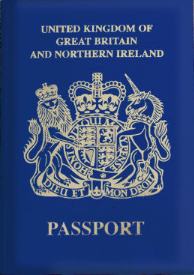 UNITED KINGDOM OF
GREAT BRITAIN
AND NORTHERN IRELAND
DIEU ET MON DROIT
PASSPORT